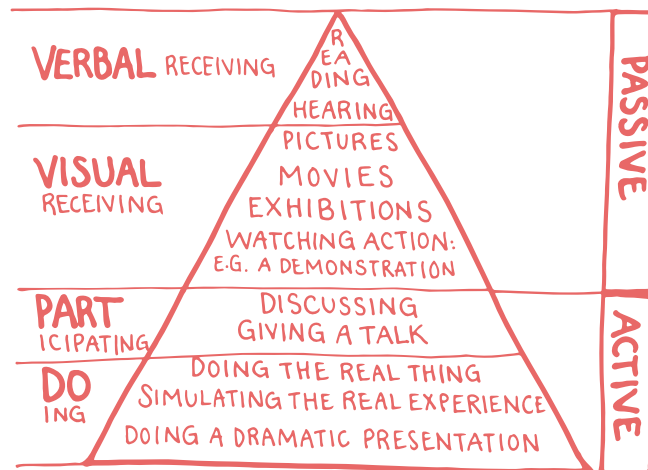 VERBAL RECEIVING
R
EA
DING
HEARING
VISUAL
RECEIVING
PICTURES
MOVIES
EXHIBITIONS
WATCHING ACTION:
E.G. A DEMONSTRATION
PASSIVE
PART
ICIPATING
DISCUSSING
GIVING A TALK
DO
ING
DOING THE REAL THING
SIMULATING THE REAL EXPERIENCE
DOING A DRAMATIC PRESENTATION
ACTIVE